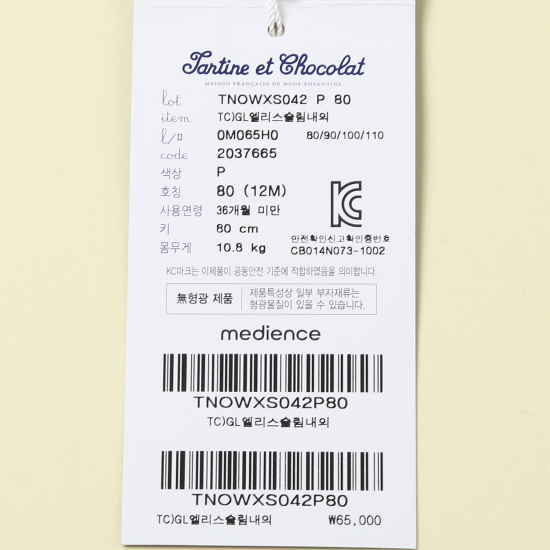 Tartine et Chocolat
MAISON FRANÇAISE DE MODE ENFANTINE
lot TNOWXS042 P 80
item TC)GL엘리스슬림내의
l/# 0M065H0 80/90/100/110
code 2037665
색상 P
호칭 80 (12M)
사용연령 36개월 미만
키 80 cm
몸무게 10.8 kg
안전확인신고확인증번호
CB014N073-1002
KC마크는 이제품이 공통안전 기준에 적합하였음을 의미합니다.
無형광 제품
제품특성상 일부 부자재류는
형광물질이 있을 수 있습니다.
medience
TNOWXS042P80
TC)GL엘리스슬림내의
TNOWXS042P80
TC)GL엘리스슬림내의 ₩65,000